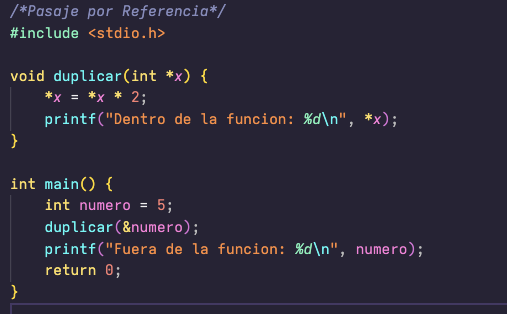 /*Pasaje por Referencia*/
#include <stdio.h>

void duplicar(int *x) {
    *x = *x * 2;
    printf("Dentro de la funcion: %d\n", *x);
}

int main() {
    int numero = 5;
    duplicar(&numero);
    printf("Fuera de la funcion: %d\n", numero);
    return 0;
}